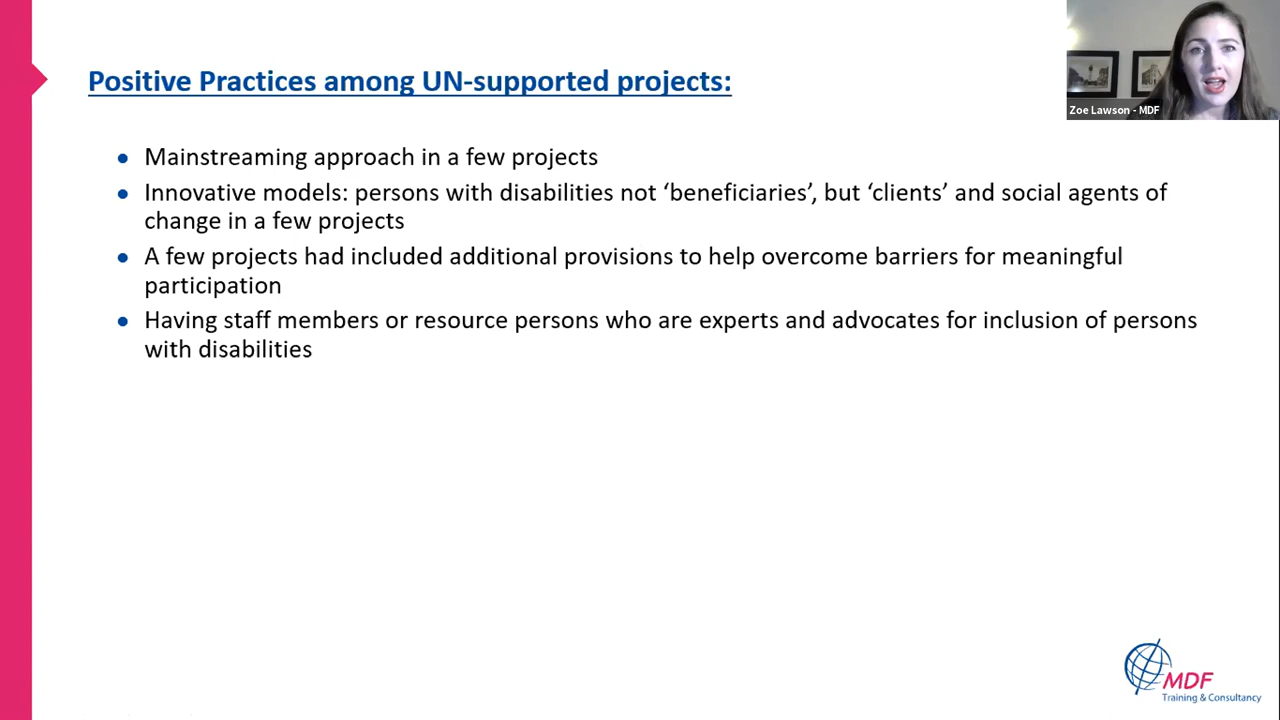 Positive Practices among UN-supported projects:
Zoe Lawson - MDF
● Mainstreaming approach in a few projects
● Innovative models: persons with disabilities not ‘beneficiaries’, but ‘clients’ and social agents of
change in a few projects
● A few projects had included additional provisions to help overcome barriers for meaningful
participation
● Having staff members or resource persons who are experts and advocates for inclusion of persons
with disabilities
MDF
Training & Consultancy